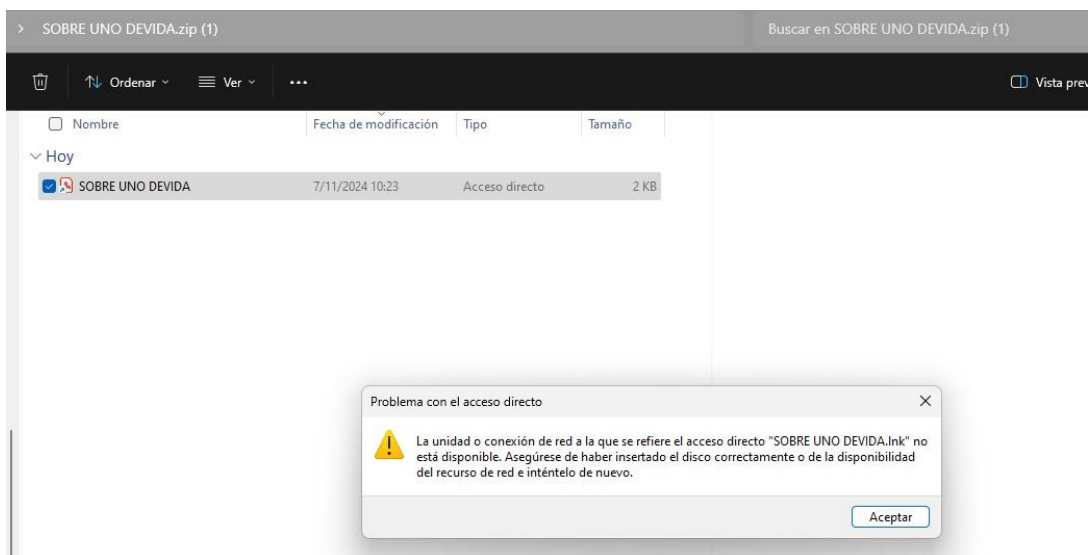 SOBRE UNO DEVIDA.zip (1)
Buscar en SOBRE UNO DEVIDA.zip (1)
Ordenar
Ver
Vista prev
Nombre
Fecha de modificación
Tipo
Tamaño
Hoy
SOBRE UNO DEVIDA
7/11/2024 10:23
Acceso directo
2 KB
Problema con el acceso directo
La unidad o conexión de red a la que se refiere el acceso directo "SOBRE UNO DEVIDA.lnk" no
está disponible. Asegúrese de haber insertado el disco correctamente o de la disponibilidad
del recurso de red e inténtelo de nuevo.
Aceptar